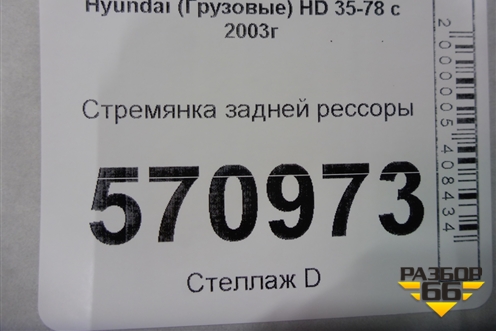 Hyundai (Грузовые) HD 35-78 с
2003г
Стремянка задней рессоры
570973
Стеллаж D
2000005408434
РАЗБОР
66